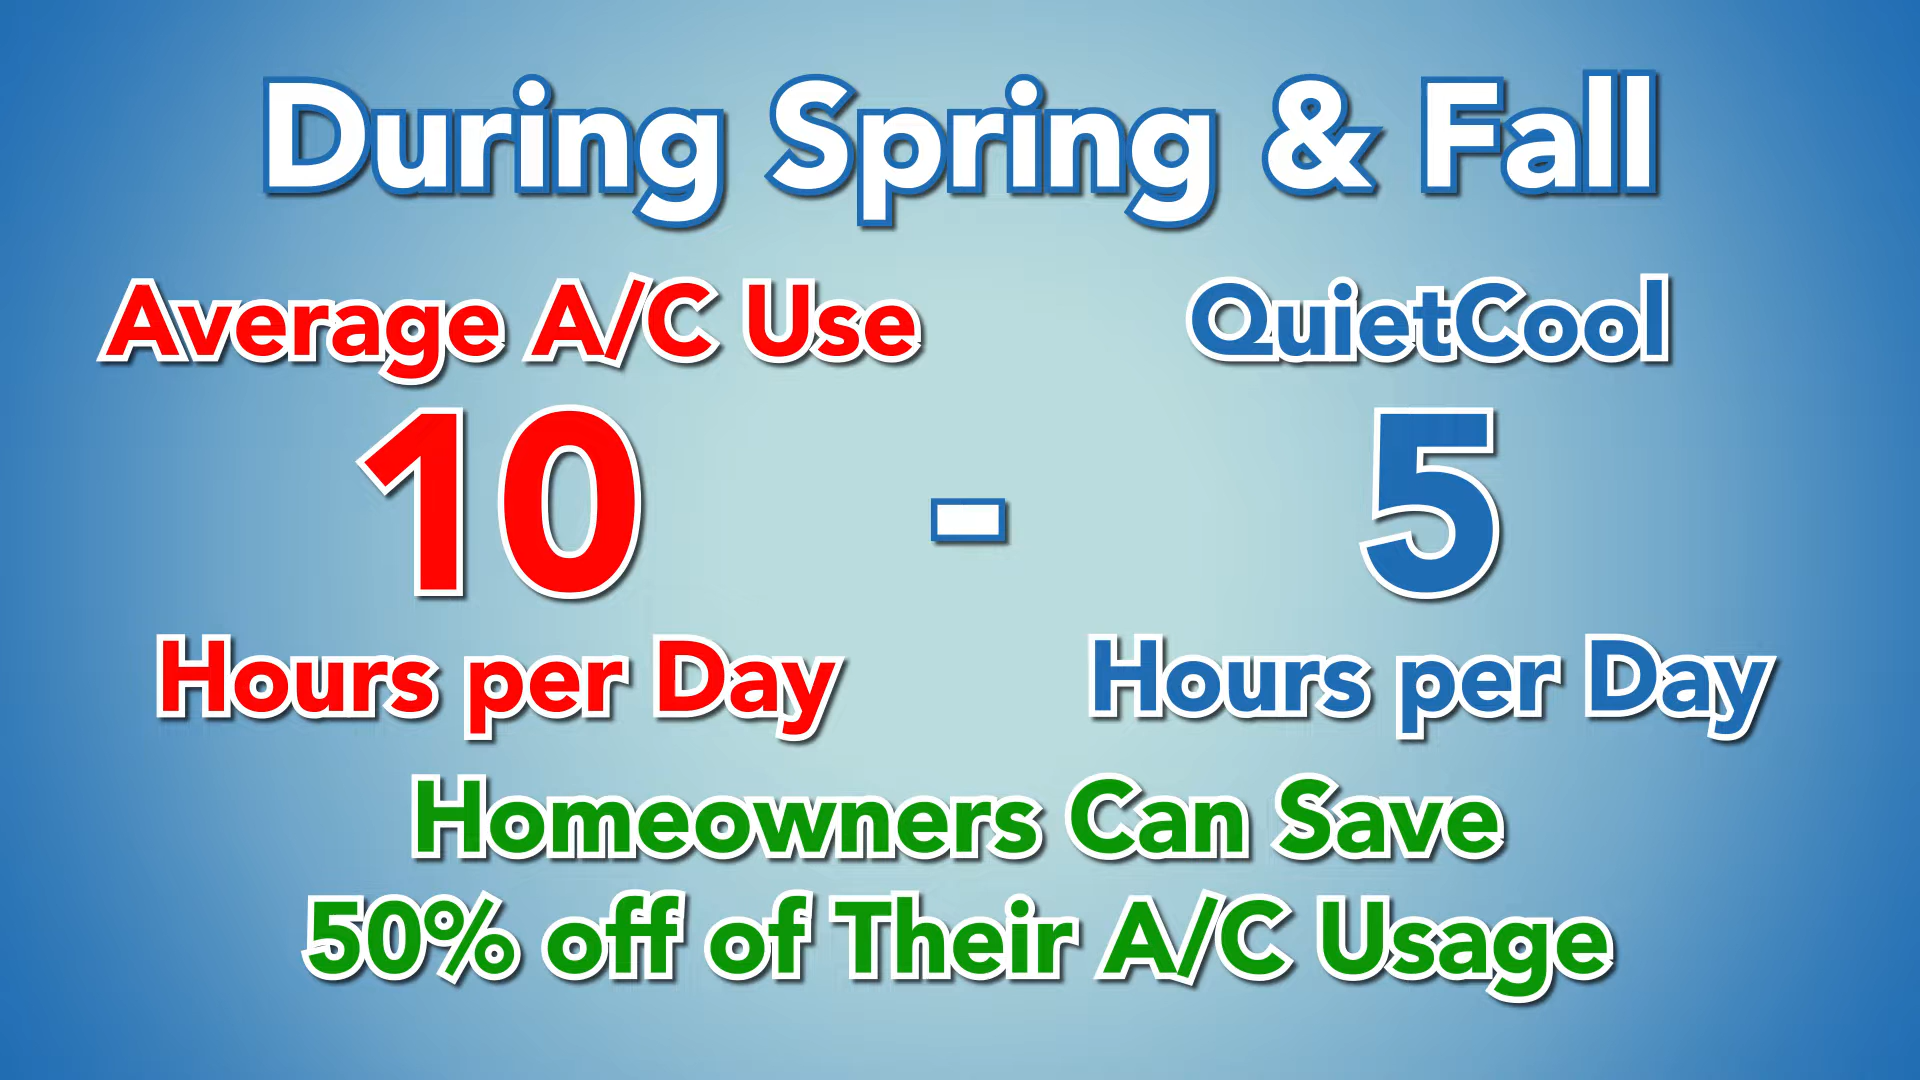 During Spring & Fall
Average A/C Use
QuietCool
10 - 5
Hours per Day
Hours per Day
Homeowners Can Save
50% off of Their A/C Usage